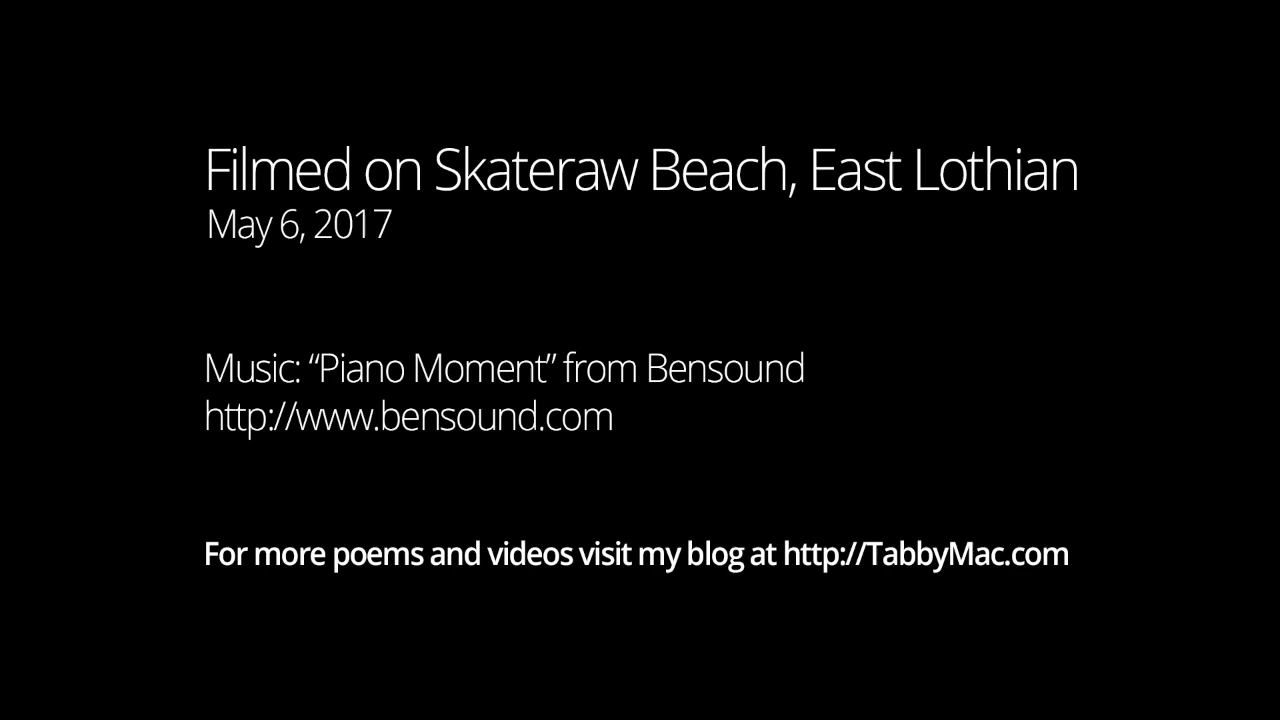 Filmed on Skateraw Beach, East Lothian
May 6, 2017
Music: “Piano Moment” from Bensound
http://www.bensound.com
For more poems and videos visit my blog at http://TabbyMac.com